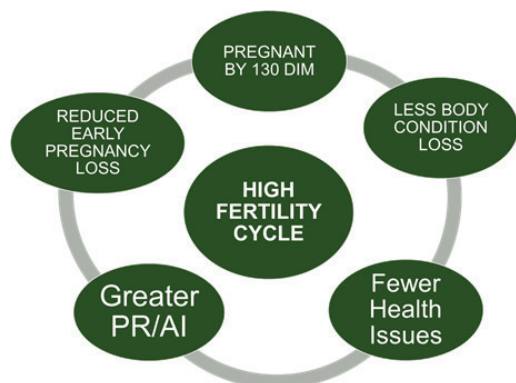 PREGNANT
BY 130 DIM
LESS BODY
CONDITION
LOSS
Fewer
Health
Issues
Greater
PR/AI
REDUCED
EARLY
PREGNANCY
LOSS
HIGH
FERTILITY
CYCLE